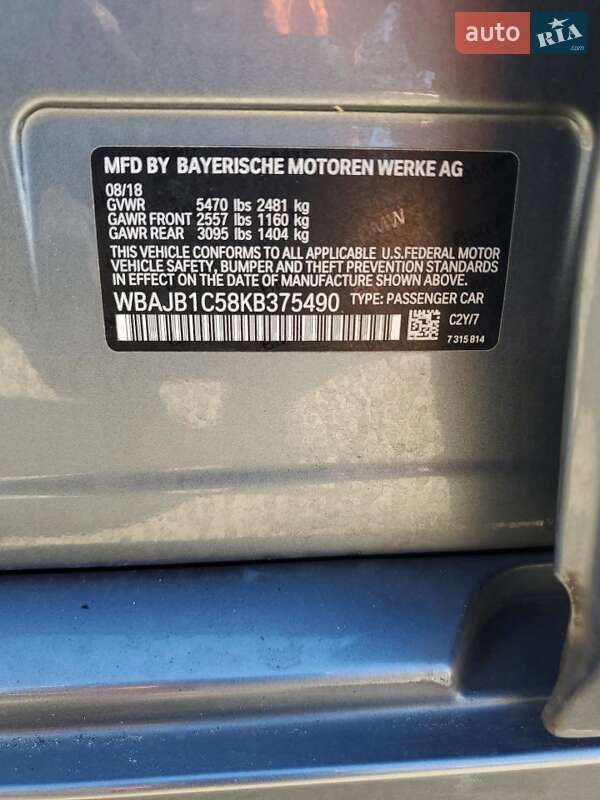 auto RIA.com
MFD BY BAYERISCHE MOTOREN WERKE AG
08/18
GVWR 5470 lbs 2481 kg
GAWR FRONT 2557 lbs 1160 kg
GAWR REAR 3095 lbs 1404 kg
THIS VEHICLE CONFORMS TO ALL APPLICABLE U.S.FEDERAL MOTOR
VEHICLE SAFETY, BUMPER AND THEFT PREVENTION STANDARDS
IN EFFECT ON THE DATE OF MANUFACTURE SHOWN ABOVE.
WBAJB1C58KB375490 TYPE: PASSENGER CAR
C2Y/7
7 315 814